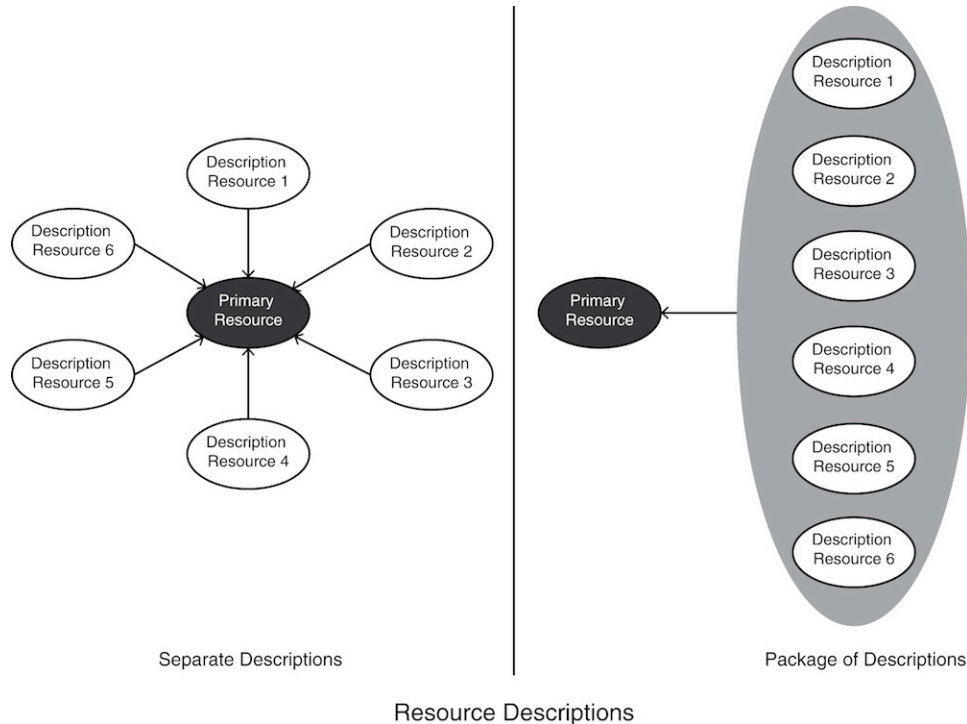 Description
Resource 1
Description
Resource 6
Description
Resource 2
Primary
Resource
Description
Resource 5
Description
Resource 3
Description
Resource 4
Separate Descriptions
Description
Resource 1
Description
Resource 2
Description
Resource 3
Primary
Resource
Description
Resource 4
Description
Resource 5
Description
Resource 6
Package of Descriptions
Resource Descriptions